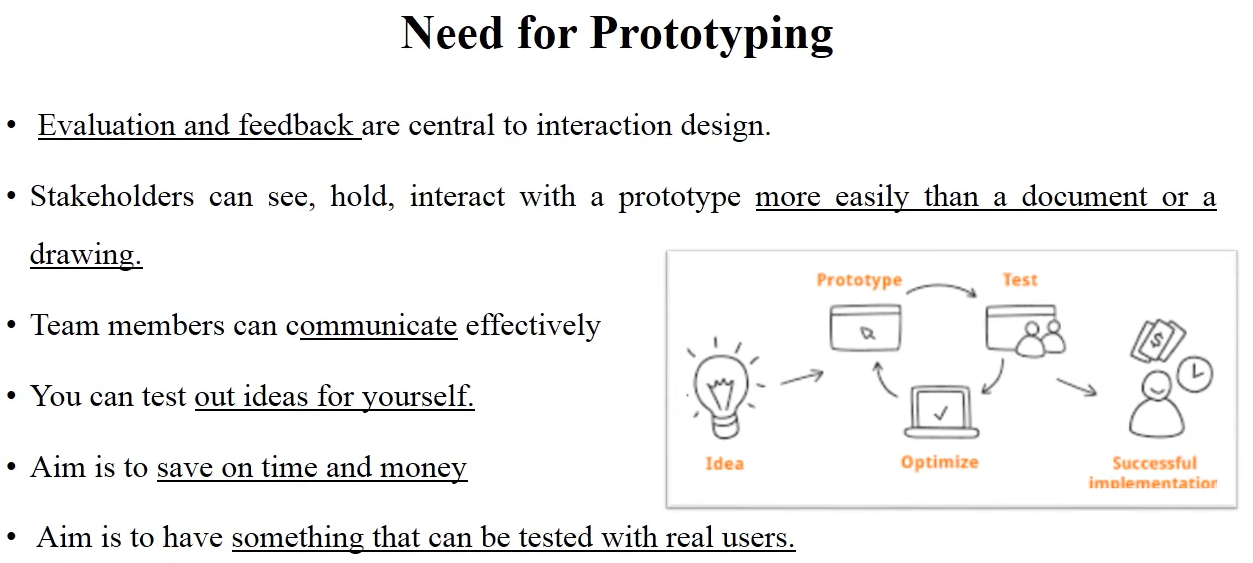 Need for Prototyping
• Evaluation and feedback are central to interaction design.
• Stakeholders can see, hold, interact with a prototype more easily than a document or a
drawing.
• Team members can communicate effectively
• You can test out ideas for yourself.
• Aim is to save on time and money
• Aim is to have something that can be tested with real users.
Prototype
Test
$
Idea
Optimize
Successful
implementation